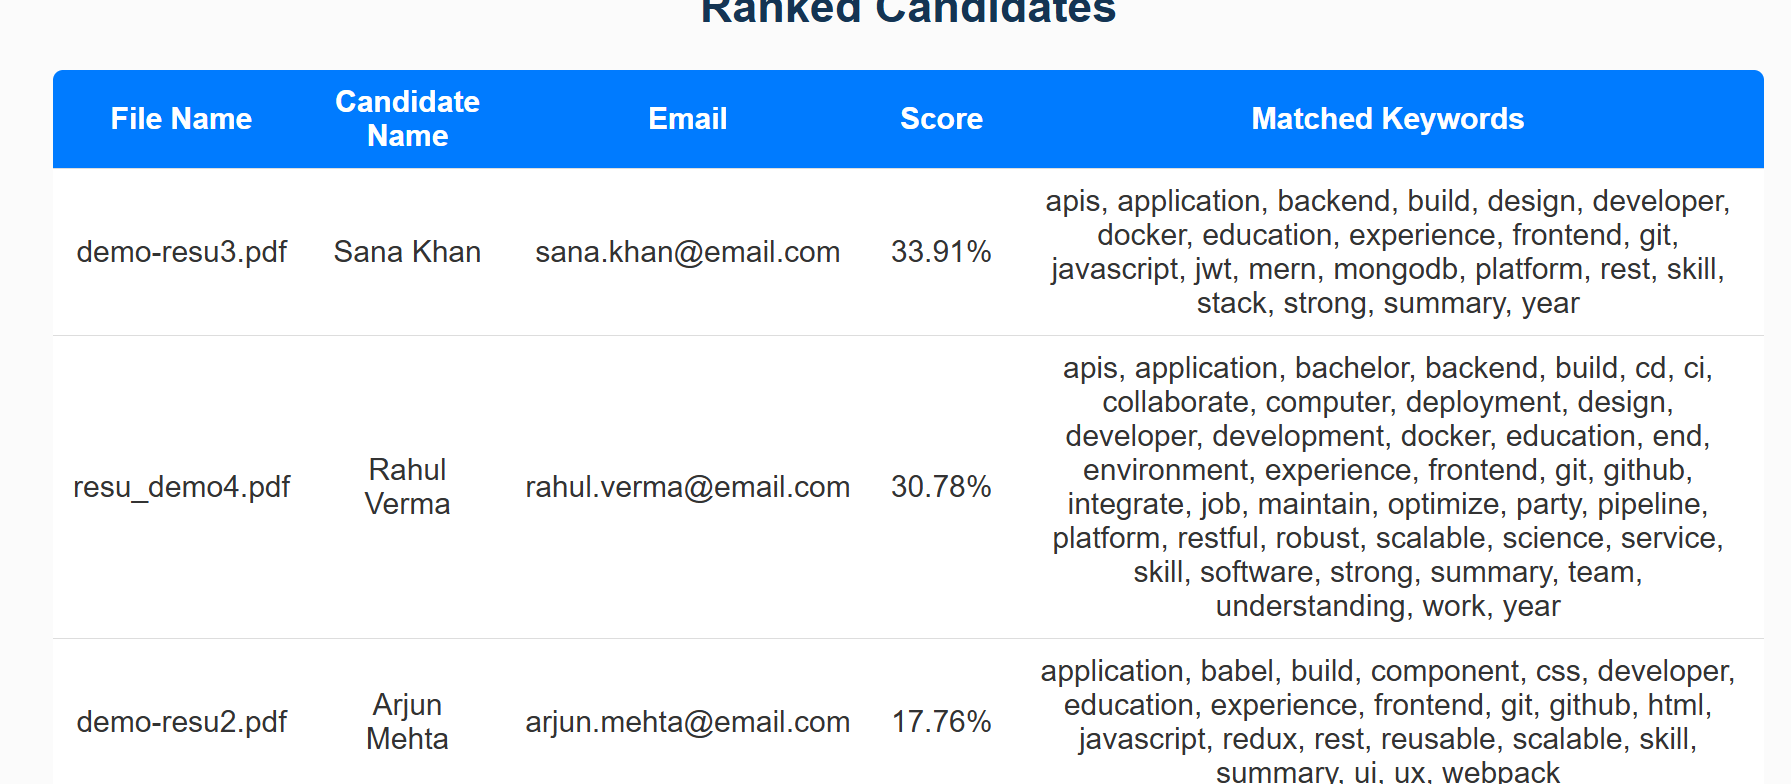 Ranked Candidates
File Name
Candidate
Name
Email
Score
Matched Keywords
demo-resu3.pdf
Sana Khan
sana.khan@email.com
33.91%
apis, application, backend, build, design, developer,
docker, education, experience, frontend, git,
javascript, jwt, mern, mongodb, platform, rest, skill,
stack, strong, summary, year
resu_demo4.pdf
Rahul
Verma
rahul.verma@email.com
30.78%
apis, application, bachelor, backend, build, cd, ci,
collaborate, computer, deployment, design,
developer, development, docker, education, end,
environment, experience, frontend, git, github,
integrate, job, maintain, optimize, party, pipeline,
platform, restful, robust, scalable, science, service,
skill, software, strong, summary, team,
understanding, work, year
demo-resu2.pdf
Arjun
Mehta
arjun.mehta@email.com
17.76%
application, babel, build, component, css, developer,
education, experience, frontend, git, github, html,
javascript, redux, rest, reusable, scalable, skill,
summary, ui, ux, webpack